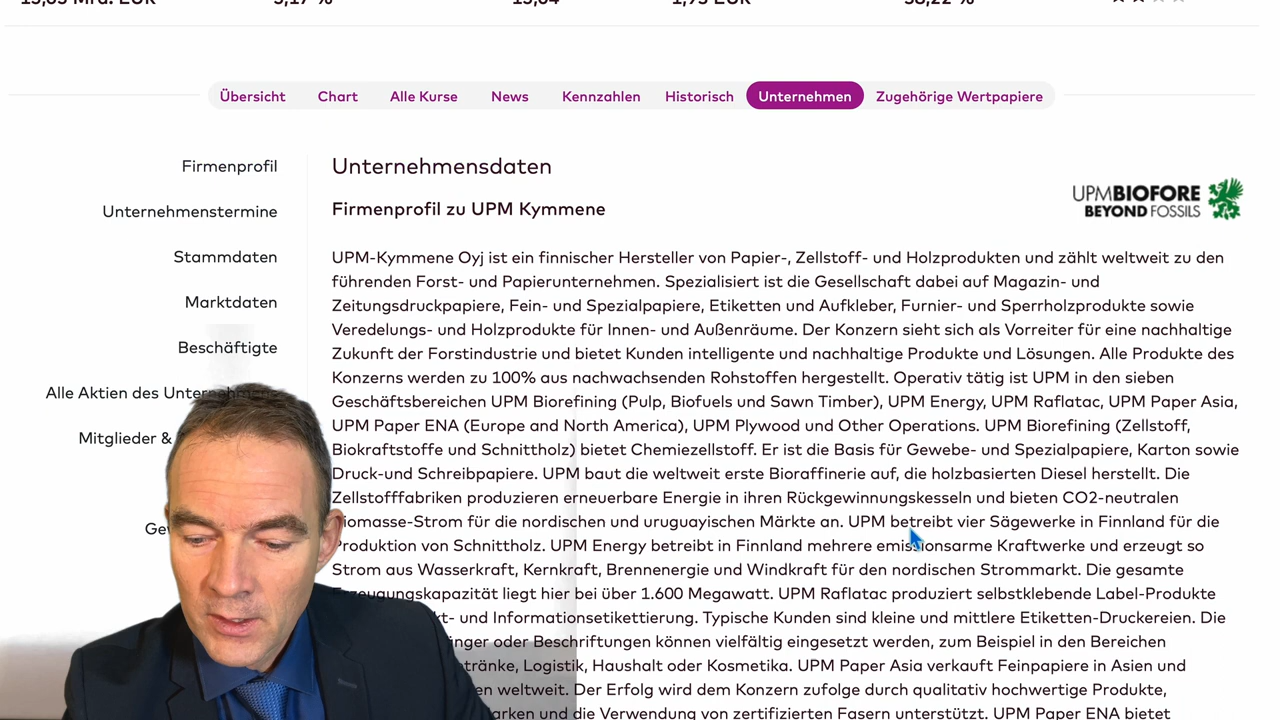 Übersicht Chart Alle Kurse News Kennzahlen Historisch Unternehmen Zugehörige Wertpapiere
Firmenprofil
Unternehmenstermine
Stammdaten
Marktdaten
Beschäftigte
Alle Aktien des Unternehmens
Mitglieder &
Unternehmensdaten
Firmenprofil zu UPM Kymmene
UPM BIOFORE
BEYOND FOSSILS
UPM-Kymmene Oyj ist ein finnischer Hersteller von Papier-, Zellstoff- und Holzprodukten und zählt weltweit zu den
führenden Forst- und Papierunternehmen. Spezialisiert ist die Gesellschaft dabei auf Magazin- und
Zeitungsdruckpapiere, Fein- und Spezialpapiere, Etiketten und Aufkleber, Furnier- und Sperrholzprodukte sowie
Veredelungs- und Holzprodukte für Innen- und Außenräume. Der Konzern sieht sich als Vorreiter für eine nachhaltige
Zukunft der Forstindustrie und bietet Kunden intelligente und nachhaltige Produkte und Lösungen. Alle Produkte des
Konzerns werden zu 100% aus nachwachsenden Rohstoffen hergestellt. Operativ tätig ist UPM in den sieben
Geschäftsbereichen UPM Biorefining (Pulp, Biofuels und Sawn Timber), UPM Energy, UPM Raflatac, UPM Paper Asia,
UPM Paper ENA (Europe and North America), UPM Plywood und Other Operations. UPM Biorefining (Zellstoff,
Biokraftstoffe und Schnittholz) bietet Chemiezellstoff. Er ist die Basis für Gewebe- und Spezialpapiere, Karton sowie
Druck-und Schreibpapiere. UPM baut die weltweit erste Bioraffinerie auf, die holzbasierten Diesel herstellt. Die
Zellstofffabriken produzieren erneuerbare Energie in ihren Rückgewinnungskesseln und bieten CO2-neutralen
Biomasse-Strom für die nordischen und uruguayischen Märkte an. UPM betreibt vier Sägewerke in Finnland für die
Produktion von Schnittholz. UPM Energy betreibt in Finnland mehrere emissionsarme Kraftwerke und erzeugt so
Strom aus Wasserkraft, Kernkraft, Brennenergie und Windkraft für den nordischen Strommarkt. Die gesamte
Erzeugungskapazität liegt hier bei über 1.600 Megawatt. UPM Raflatac produziert selbstklebende Label-Produkte
und Informationsetikettierung. Typische Kunden sind kleine und mittlere Etiketten-Druckereien. Die
oder Beschriftungen können vielfältig eingesetzt werden, zum Beispiel in den Bereichen
Logistik, Haushalt oder Kosmetika. UPM Paper Asia verkauft Feinpapiere in Asien und
weltweit. Der Erfolg wird dem Konzern zufolge durch qualitativ hochwertige Produkte,
und die Verwendung von zertifizierten Fasern unterstützt. UPM Paper ENA bietet